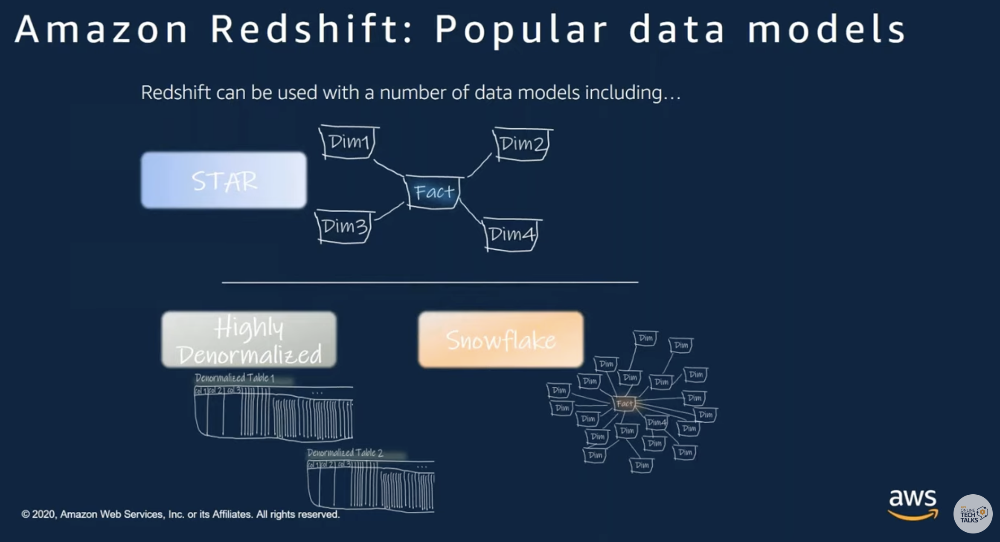 Amazon Redshift: Popular data models
Redshift can be used with a number of data models including...
STAR
Dim1
Dim2
Fact
Dim3
Dim4
Highly
Denormalized
Denormalized Table 1
col 1 col 2 col 3 ...
Denormalized Table 2
col 1 col 2 col 3 ...
Snowflake
Dim
Dim
Dim
Dim
Dim
Dim
Dim
Dim
Dim
Fact
Dim
Dim
Dim
Dim
Dim4
Dim
Dim
Dim
Dim
Dim
Dim
Dim
© 2020, Amazon Web Services, Inc. or its Affiliates. All rights reserved.
aws
AWS
ONLINE
TECH
TALKS